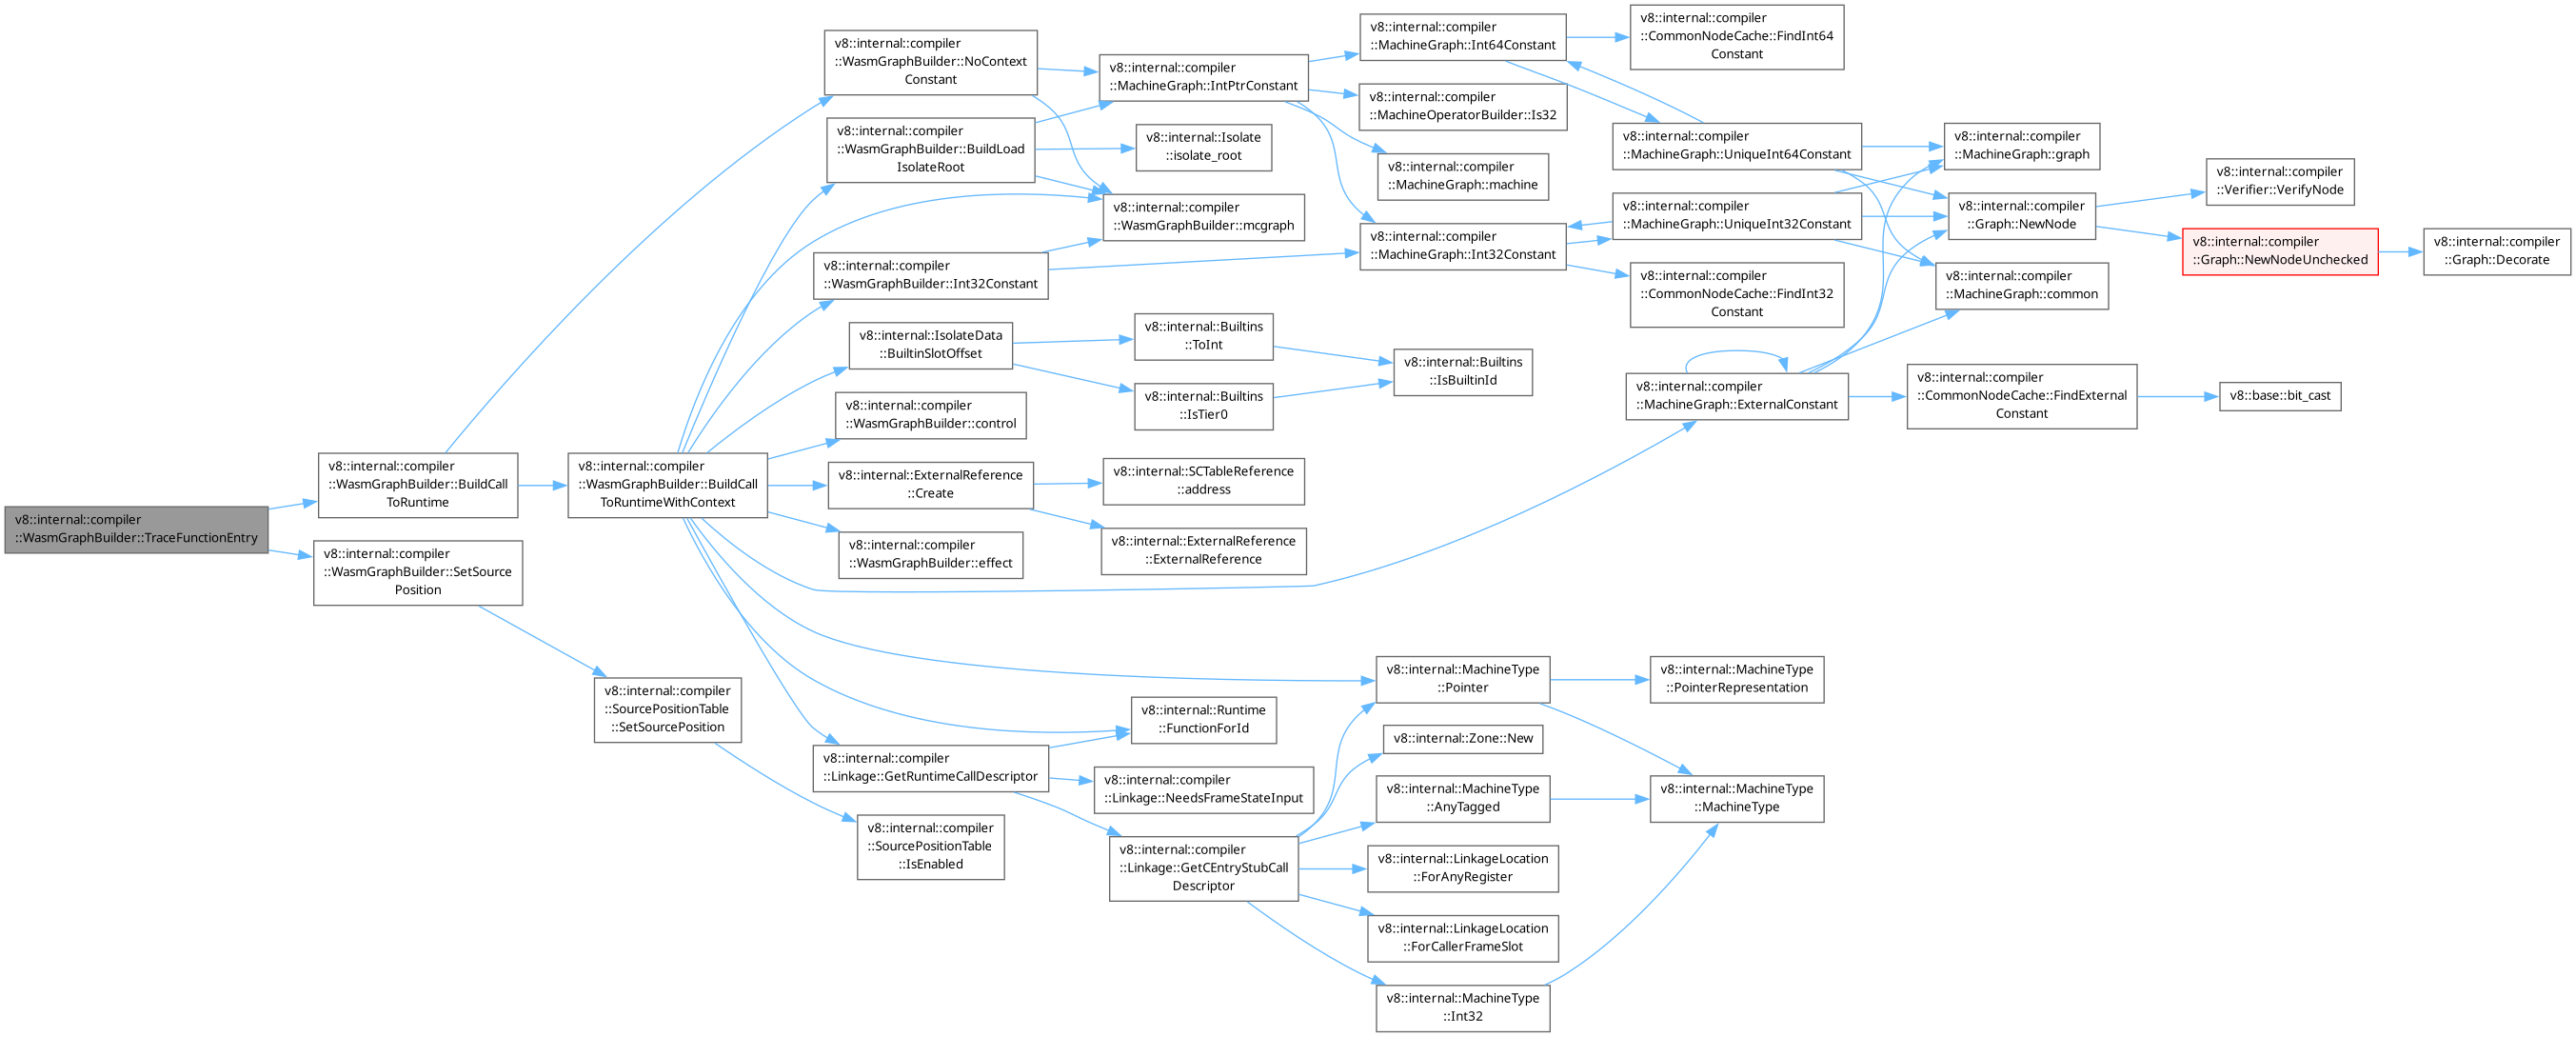 v8::internal::compiler
::WasmGraphBuilder::TraceFunctionEntry
v8::internal::compiler
::WasmGraphBuilder::BuildCall
ToRuntime
v8::internal::compiler
::WasmGraphBuilder::SetSource
Position
v8::internal::compiler
::WasmGraphBuilder::BuildCall
ToRuntimeWithContext
v8::internal::compiler
::SourcePositionTable
::SetSourcePosition
v8::internal::compiler
::WasmGraphBuilder::NoContext
Constant
v8::internal::compiler
::WasmGraphBuilder::BuildLoad
IsolateRoot
v8::internal::compiler
::WasmGraphBuilder::Int32Constant
v8::internal::IsolateData
::BuiltinSlotOffset
v8::internal::compiler
::WasmGraphBuilder::control
v8::internal::ExternalReference
::Create
v8::internal::compiler
::WasmGraphBuilder::effect
v8::internal::compiler
::Linkage::GetRuntimeCallDescriptor
v8::internal::compiler
::SourcePositionTable
::IsEnabled
v8::internal::compiler
::MachineGraph::IntPtrConstant
v8::internal::Isolate
::isolate_root
v8::internal::compiler
::WasmGraphBuilder::mcgraph
v8::internal::Builtins
::ToInt
v8::internal::Builtins
::IsTier0
v8::internal::SCTableReference
::address
v8::internal::ExternalReference
::ExternalReference
v8::internal::Runtime
::FunctionForId
v8::internal::compiler
::Linkage::NeedsFrameStateInput
v8::internal::compiler
::Linkage::GetCEntryStubCall
Descriptor
v8::internal::compiler
::MachineGraph::Int64Constant
v8::internal::compiler
::MachineOperatorBuilder::Is32
v8::internal::compiler
::MachineGraph::machine
v8::internal::compiler
::MachineGraph::Int32Constant
v8::internal::Builtins
::IsBuiltinId
v8::internal::MachineType
::Pointer
v8::internal::Zone::New
v8::internal::MachineType
::AnyTagged
v8::internal::LinkageLocation
::ForAnyRegister
v8::internal::LinkageLocation
::ForCallerFrameSlot
v8::internal::MachineType
::Int32
v8::internal::compiler
::CommonNodeCache::FindInt64
Constant
v8::internal::compiler
::MachineGraph::UniqueInt64Constant
v8::internal::compiler
::MachineGraph::UniqueInt32Constant
v8::internal::compiler
::CommonNodeCache::FindInt32
Constant
v8::internal::compiler
::MachineGraph::ExternalConstant
v8::internal::MachineType
::PointerRepresentation
v8::internal::MachineType
::MachineType
v8::internal::compiler
::MachineGraph::graph
v8::internal::compiler
::Graph::NewNode
v8::internal::compiler
::MachineGraph::common
v8::internal::compiler
::CommonNodeCache::FindExternal
Constant
v8::internal::compiler
::Verifier::VerifyNode
v8::internal::compiler
::Graph::NewNodeUnchecked
v8::base::bit_cast
v8::internal::compiler
::Graph::Decorate